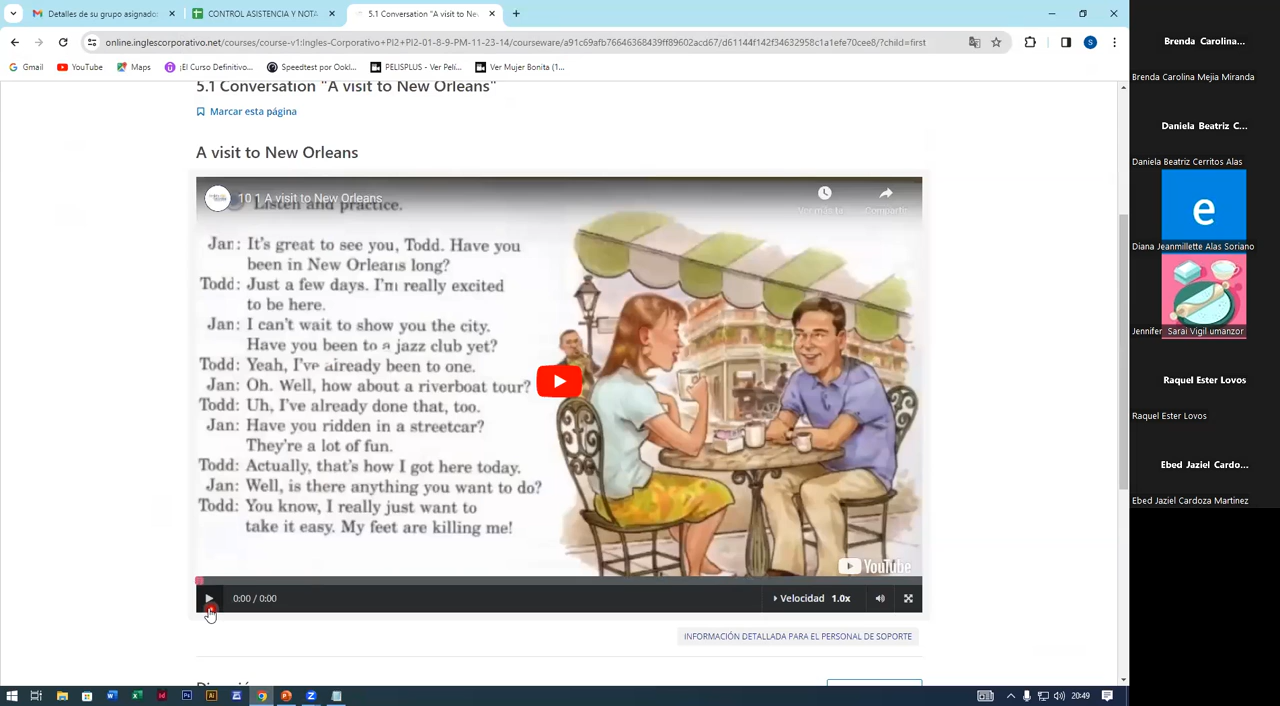 Detalles de su grupo asignado:
CONTROL ASISTENCIA Y NOTA
5.1 Conversation "A visit to Ne
online.inglescorporativo.net/courses/course-v1:Ingles-Corporativo+PI2+PI2-01-8-9-PM-11-23-14/courseware/a91c69afb76646368439ff89602acd67/d61144f142f34632958c1a1efe70cee8/?child=first
S
Gmail
YouTube
Maps
¡El Curso Definitivo...
Speedtest por Ookl...
PELISPLUS - Ver Pelí...
Ver Mujer Bonita (1...
5.1 Conversation "A visit to New Orleans"
Marcar esta página
A visit to New Orleans
10 1 A visit to New Orleans
Ver más ta...
Compartir
Listen and practice.
Jan: It's great to see you, Todd. Have you
been in New Orleans long?
Todd: Just a few days. I'm really excited
to be here.
Jan: I can't wait to show you the city.
Have you been to a jazz club yet?
Todd: Yeah, I've already been to one.
Jan: Oh. Well, how about a riverboat tour?
Todd: Uh, I've already done that, too.
Jan: Have you ridden in a streetcar?
They're a lot of fun.
Todd: Actually, that's how I got here today.
Jan: Well, is there anything you want to do?
Todd: You know, I really just want to
take it easy. My feet are killing me!
YouTube
0:00 / 0:00
Velocidad 1.0x
INFORMACIÓN DETALLADA PARA EL PERSONAL DE SOPORTE
20:49
Brenda Carolina...
Brenda Carolina Mejia Miranda
Daniela Beatriz C...
Daniela Beatriz Cerritos Alas
e
Diana Jeanmillette Alas Soriano
Jennifer Sarai Vigil umanzor
Raquel Ester Lovos
Raquel Ester Lovos
Ebed Jaziel Cardo...
Ebed Jaziel Cardoza Martinez